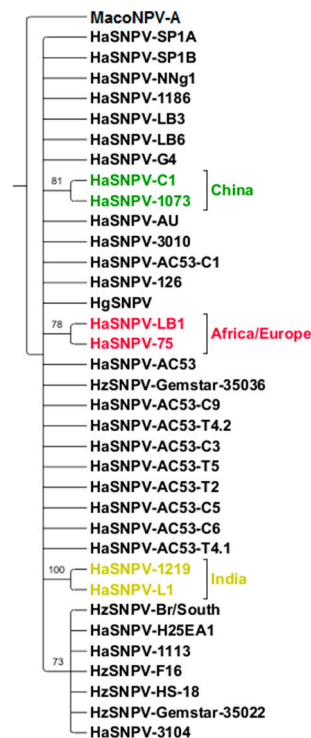 MacoNPV-A
HaSNPV-SP1A
HaSNPV-SP1B
HaSNPV-NNg1
HaSNPV-1186
HaSNPV-LB3
HaSNPV-LB6
HaSNPV-G4
81
HaSNPV-C1
China
HaSNPV-1073
HaSNPV-AU
HaSNPV-3010
HaSNPV-AC53-C1
HaSNPV-126
HgSNPV
78
HaSNPV-LB1
Africa/Europe
HaSNPV-75
HaSNPV-AC53
HzSNPV-Gemstar-35036
HaSNPV-AC53-C9
HaSNPV-AC53-T4.2
HaSNPV-AC53-C3
HaSNPV-AC53-T5
HaSNPV-AC53-T2
HaSNPV-AC53-C5
HaSNPV-AC53-C6
HaSNPV-AC53-T4.1
100
HaSNPV-1219
India
HaSNPV-L1
HzSNPV-Br/South
HaSNPV-H25EA1
HaSNPV-1113
73
HzSNPV-F16
HzSNPV-HS-18
HzSNPV-Gemstar-35022
HaSNPV-3104